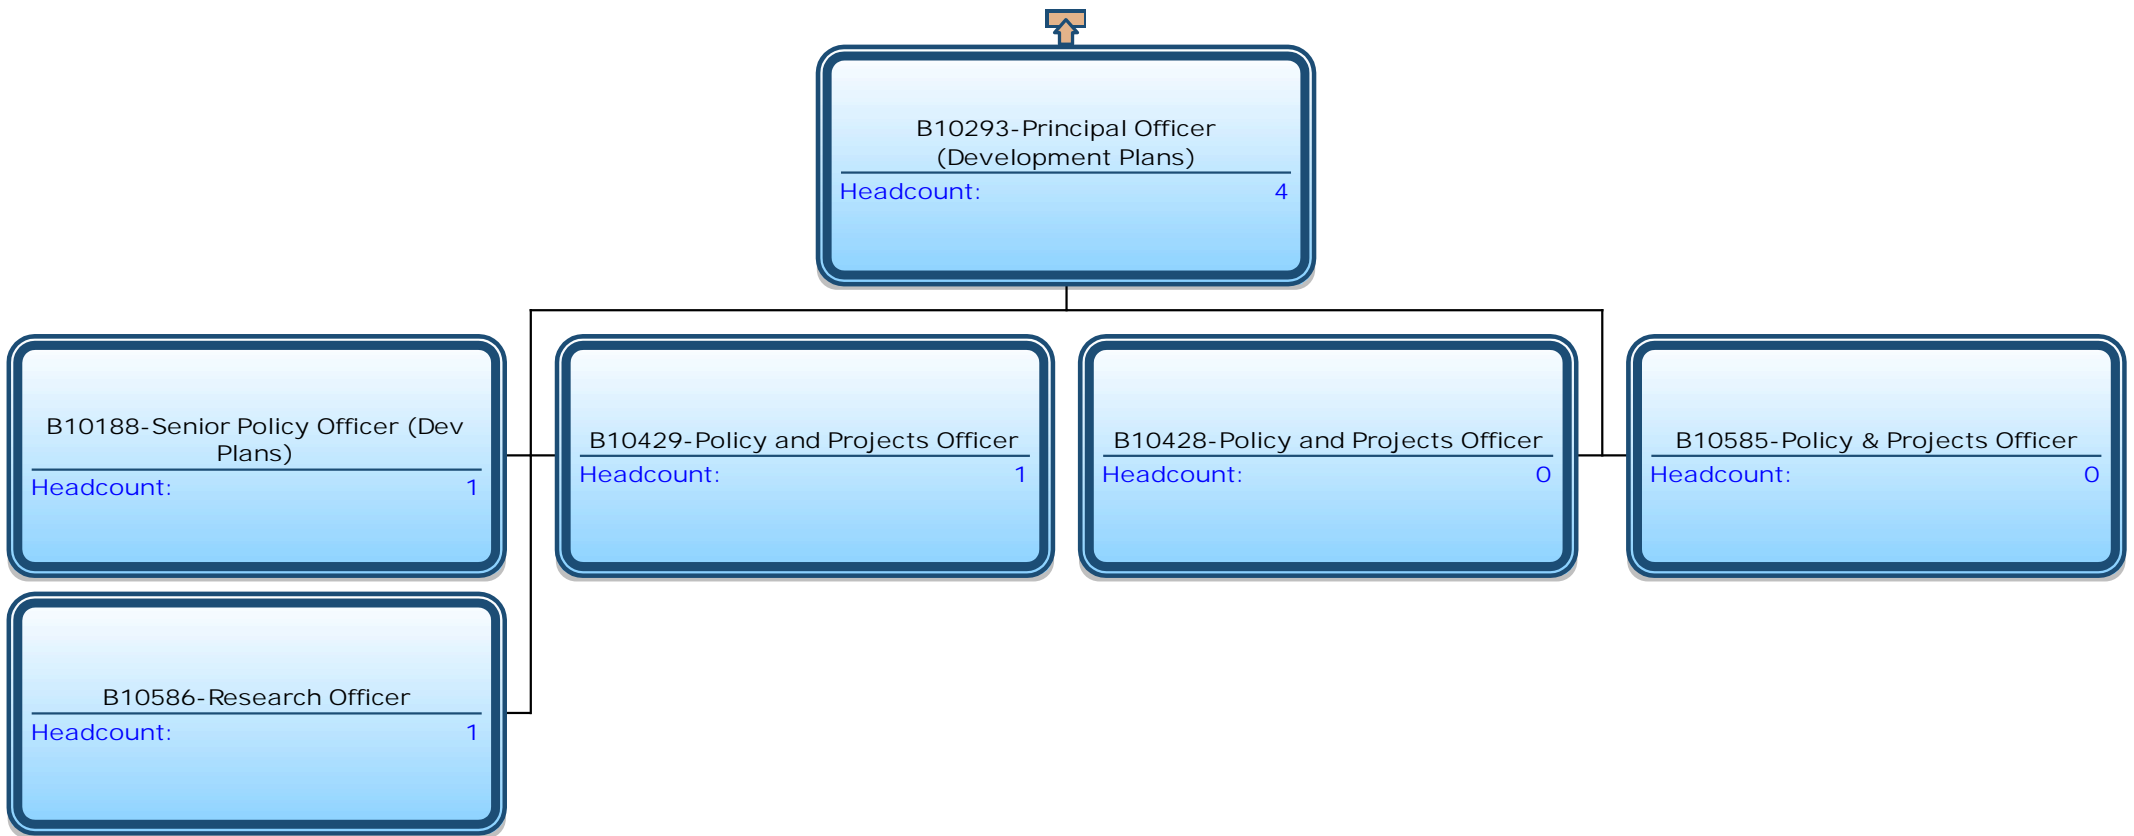 B10293-Principal Officer
(Development Plans)
Headcount: 4
B10188-Senior Policy Officer (Dev
Plans)
Headcount: 1
B10429-Policy and Projects Officer
Headcount: 1
B10428-Policy and Projects Officer
Headcount: 0
B10585-Policy & Projects Officer
Headcount: 0
B10586-Research Officer
Headcount: 1